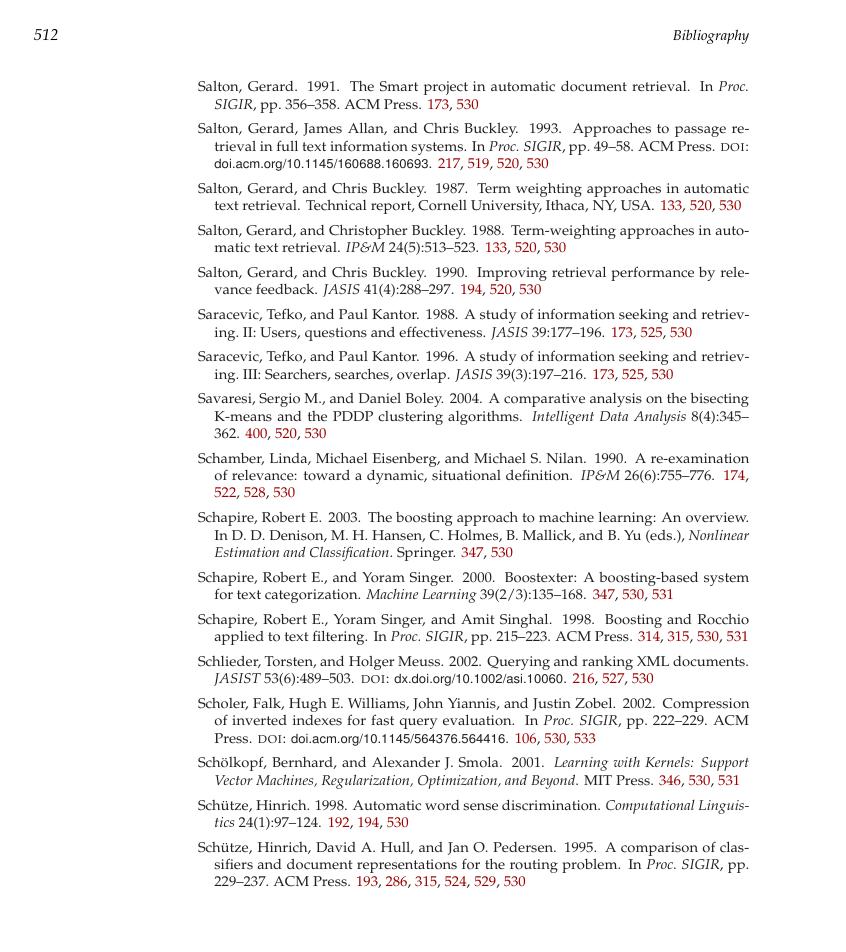 512
Bibliography
Salton, Gerard. 1991. The Smart project in automatic document retrieval. In Proc.
SIGIR, pp. 356–358. ACM Press. 173, 530
Salton, Gerard, James Allan, and Chris Buckley. 1993. Approaches to passage re-
trieval in full text information systems. In Proc. SIGIR, pp. 49–58. ACM Press. DOI:
doi.acm.org/10.1145/160688.160693. 217, 519, 520, 530
Salton, Gerard, and Chris Buckley. 1987. Term weighting approaches in automatic
text retrieval. Technical report, Cornell University, Ithaca, NY, USA. 133, 520, 530
Salton, Gerard, and Christopher Buckley. 1988. Term-weighting approaches in auto-
matic text retrieval. IP&M 24(5):513–523. 133, 520, 530
Salton, Gerard, and Chris Buckley. 1990. Improving retrieval performance by rele-
vance feedback. JASIS 41(4):288–297. 194, 520, 530
Saracevic, Tefko, and Paul Kantor. 1988. A study of information seeking and retriev-
ing. II: Users, questions and effectiveness. JASIS 39:177–196. 173, 525, 530
Saracevic, Tefko, and Paul Kantor. 1996. A study of information seeking and retriev-
ing. III: Searchers, searches, overlap. JASIS 39(3):197–216. 173, 525, 530
Savaresi, Sergio M., and Daniel Boley. 2004. A comparative analysis on the bisecting
K-means and the PDDP clustering algorithms. Intelligent Data Analysis 8(4):345–
362. 400, 520, 530
Schamber, Linda, Michael Eisenberg, and Michael S. Nilan. 1990. A re-examination
of relevance: toward a dynamic, situational definition. IP&M 26(6):755–776. 174,
522, 528, 530
Schapire, Robert E. 2003. The boosting approach to machine learning: An overview.
In D. D. Denison, M. H. Hansen, C. Holmes, B. Mallick, and B. Yu (eds.), Nonlinear
Estimation and Classification. Springer. 347, 530
Schapire, Robert E., and Yoram Singer. 2000. Boostexter: A boosting-based system
for text categorization. Machine Learning 39(2/3):135–168. 347, 530, 531
Schapire, Robert E., Yoram Singer, and Amit Singhal. 1998. Boosting and Rocchio
applied to text filtering. In Proc. SIGIR, pp. 215–223. ACM Press. 314, 315, 530, 531
Schlieder, Torsten, and Holger Meuss. 2002. Querying and ranking XML documents.
JASIST 53(6):489–503. DOI: dx.doi.org/10.1002/asi.10060. 216, 527, 530
Scholer, Falk, Hugh E. Williams, John Yiannis, and Justin Zobel. 2002. Compression
of inverted indexes for fast query evaluation. In Proc. SIGIR, pp. 222–229. ACM
Press. DOI: doi.acm.org/10.1145/564376.564416. 106, 530, 533
Schölkopf, Bernhard, and Alexander J. Smola. 2001. Learning with Kernels: Support
Vector Machines, Regularization, Optimization, and Beyond. MIT Press. 346, 530, 531
Schütze, Hinrich. 1998. Automatic word sense discrimination. Computational Linguis-
tics 24(1):97–124. 192, 194, 530
Schütze, Hinrich, David A. Hull, and Jan O. Pedersen. 1995. A comparison of clas-
sifiers and document representations for the routing problem. In Proc. SIGIR, pp.
229–237. ACM Press. 193, 286, 315, 524, 529, 530